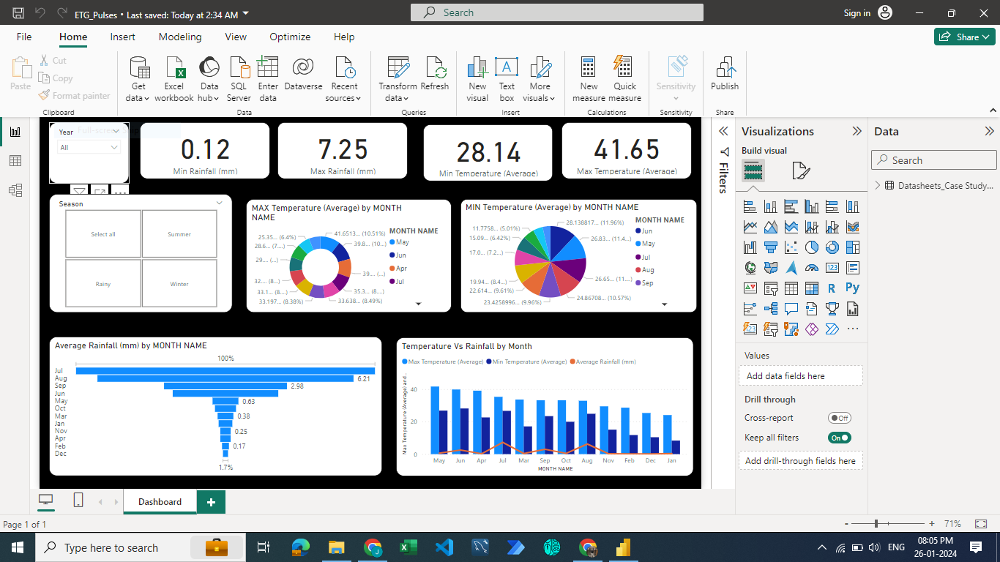 ETG_Pulses • Last saved: Today at 2:34 AM
Search
Sign in
File Home Insert Modeling View Optimize Help
Share
Paste
Cut
Copy
Format painter
Clipboard
Get data
Excel workbook
Data hub
SQL Server
Enter data
Dataverse
Recent sources
Data
Transform data
Refresh
Queries
New visual
Text box
More visuals
Insert
New measure
Quick measure
Calculations
Sensitivity
Sensitivity
Publish
Share
Year
All
0.12
Min Rainfall (mm)
7.25
Max Rainfall (mm)
28.14
Min Temperature (Average)
41.65
Max Temperature (Average)
Season
Select all
Summer
Rainy
Winter
MAX Temperature (Average) by MONTH
NAME
41.6513... (10.51%)
39.8... (10...
39.... (...)
35.3... (8....)
33.638... (8.49%)
33.197... (8.38%)
33.1... (8....)
32.... (8...)
29.... (...)
28.6... (7....)
25.35... (6.4%)
MONTH NAME
May
Jun
Apr
Jul
MIN Temperature (Average) by MONTH NAME
28.138817... (11.96%)
26.83... (11.4...)
26.65... (11....)
24.86708... (10.57%)
23.4258996... (9.96%)
22.614... (9.61%)
19.94... (8.4...)
17.0... (7.2...)
15.09... (6.42%)
11.7758... (5.01%)
MONTH NAME
Jun
May
Jul
Aug
Sep
Average Rainfall (mm) by MONTH NAME
100%
Jul
Aug 6.21
Sep 2.98
Jun
May 0.63
Oct
Mar 0.38
Jan
Nov 0.25
Apr
Feb 0.17
Dec
1.7%
Temperature Vs Rainfall by Month
Max Temperature (Average) Min Temperature (Average) Average Rainfall (mm)
Max Temperature (Average) and...
40
20
0
May Jun Apr Jul Mar Sep Oct Aug Nov Feb Dec Jan
MONTH NAME
Filters
Visualizations
Build visual
R
Py
123
123
Values
Add data fields here
Drill through
Cross-report Off
Keep all filters On
Add drill-through fields here
Data
Search
Datasheets_Case Study...
Dashboard
Page 1 of 1
- + 71%
Type here to search
ENG
08:05 PM
26-01-2024